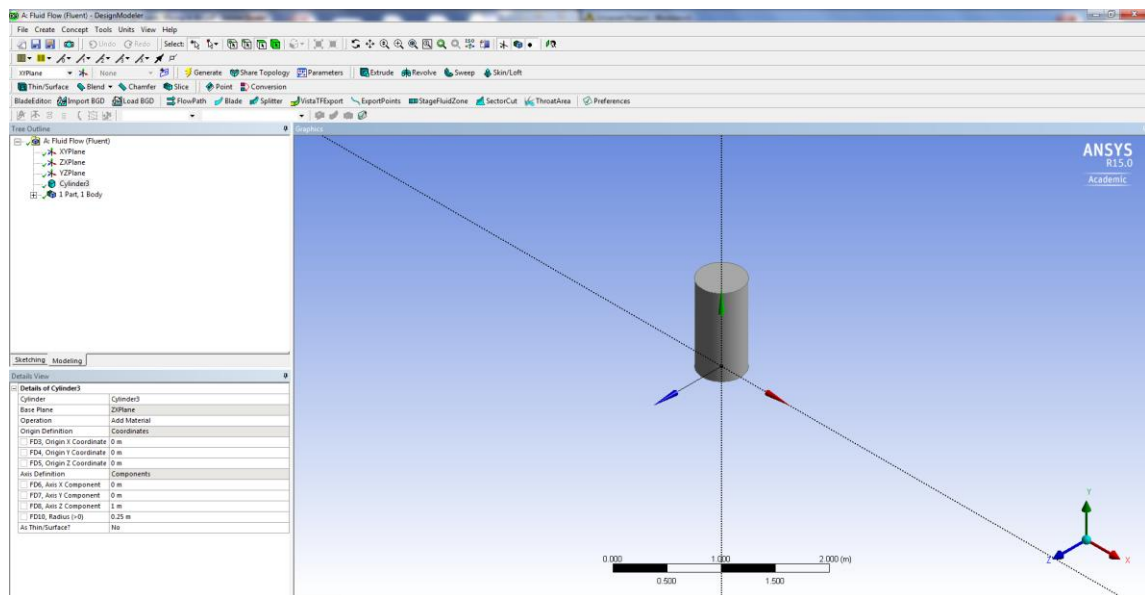 A: Fluid Flow (Fluent) - DesignModeler
File Create Concept Tools Units View Help
Undo Redo Select:
XYPlane None Generate Share Topology Parameters Extrude Revolve Sweep Skin/Loft
Thin/Surface Blend Chamfer Slice Point Conversion
BladeEditor: Import BGD Load BGD FlowPath Blade Splitter VistaTFExport ExportPoints StageFluidZone SectorCut ThroatArea Preferences
Tree Outline
A: Fluid Flow (Fluent)
XYPlane
ZXPlane
YZPlane
Cylinder3
1 Part, 1 Body
Sketching Modeling
Details View
Details of Cylinder3
Cylinder Cylinder3
Base Plane ZXPlane
Operation Add Material
Origin Definition Coordinates
FD3, Origin X Coordinate 0 m
FD4, Origin Y Coordinate 0 m
FD5, Origin Z Coordinate 0 m
Axis Definition Components
FD6, Axis X Component 0 m
FD7, Axis Y Component 0 m
FD8, Axis Z Component 1 m
FD10, Radius (>0) 0.25 m
As Thin/Surface? No
Graphics
ANSYS
R15.0
Academic
0.000 1.000 2.000 (m)
0.500 1.500
Y
Z X